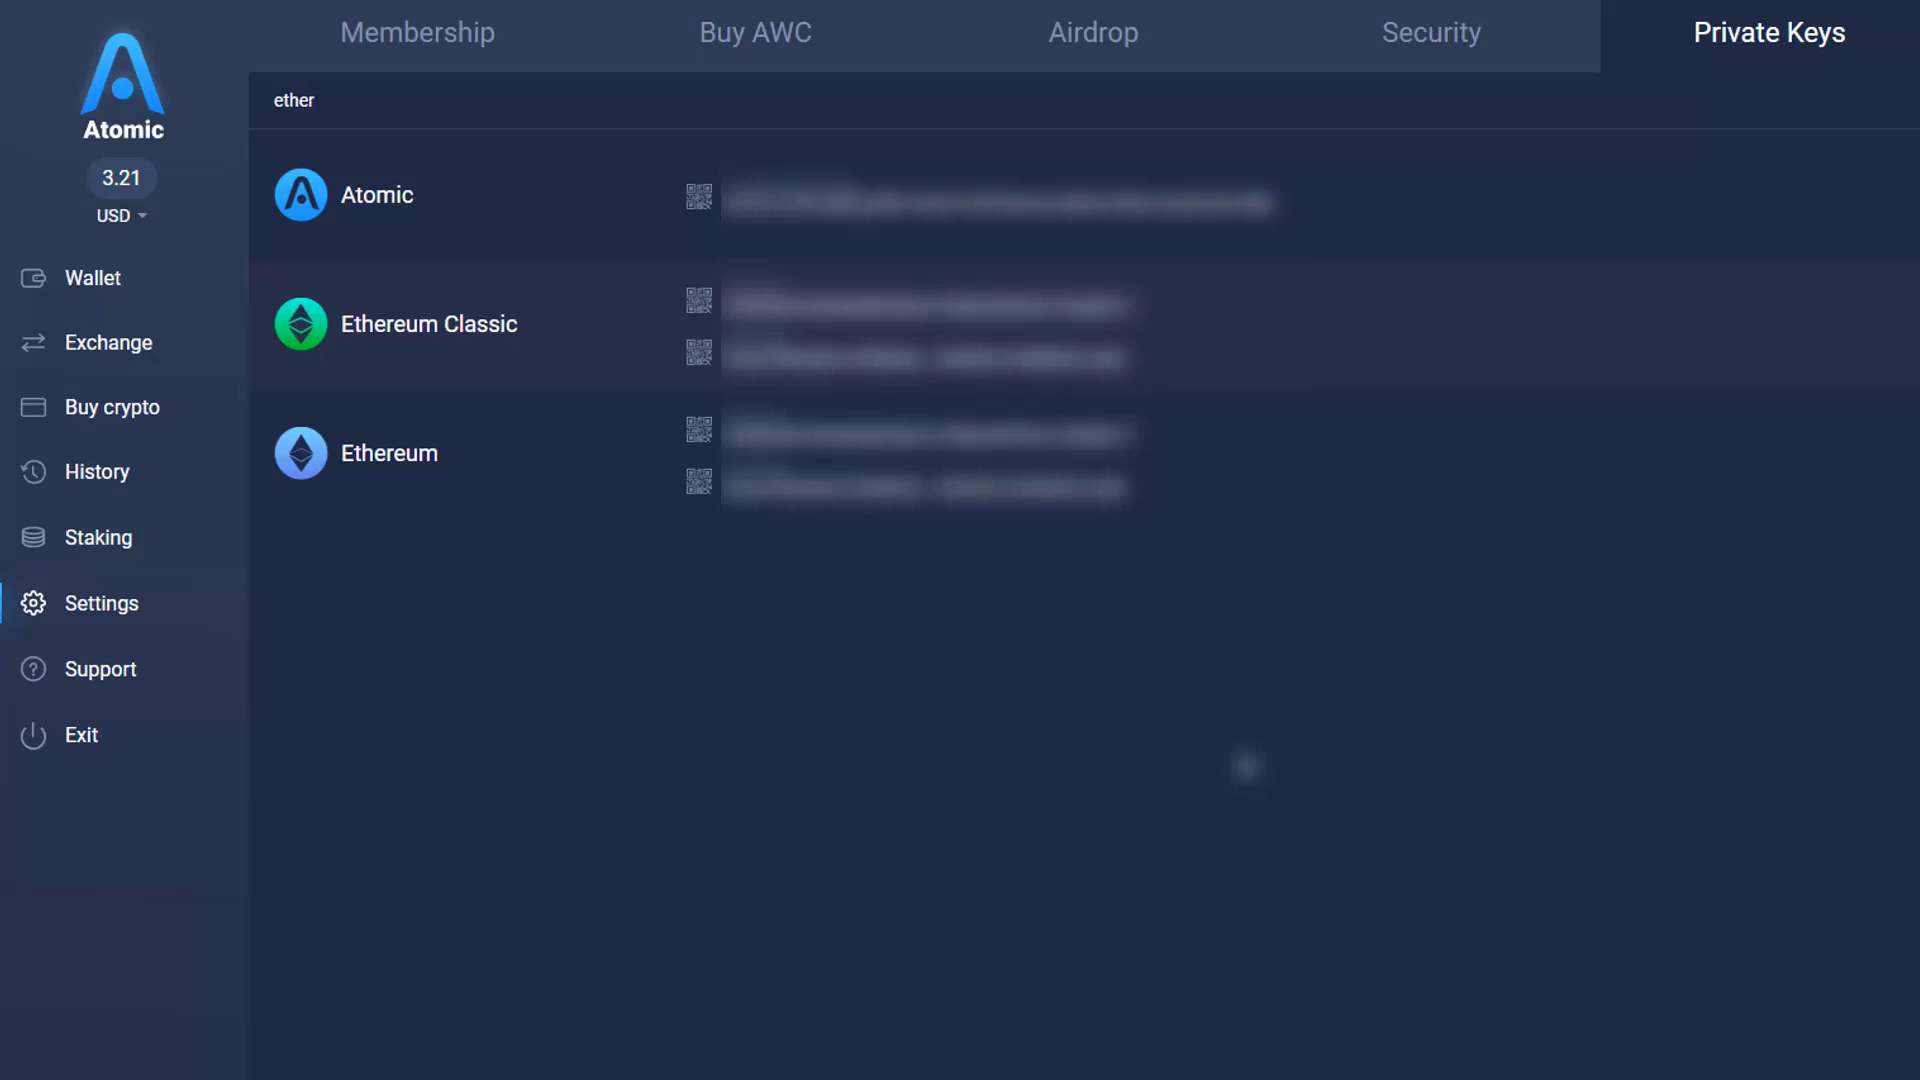 Atomic
3.21
USD
Wallet
Exchange
Buy crypto
History
Staking
Settings
Support
Exit
Membership
Buy AWC
Airdrop
Security
Private Keys
ether
Atomic
Ethereum Classic
Ethereum